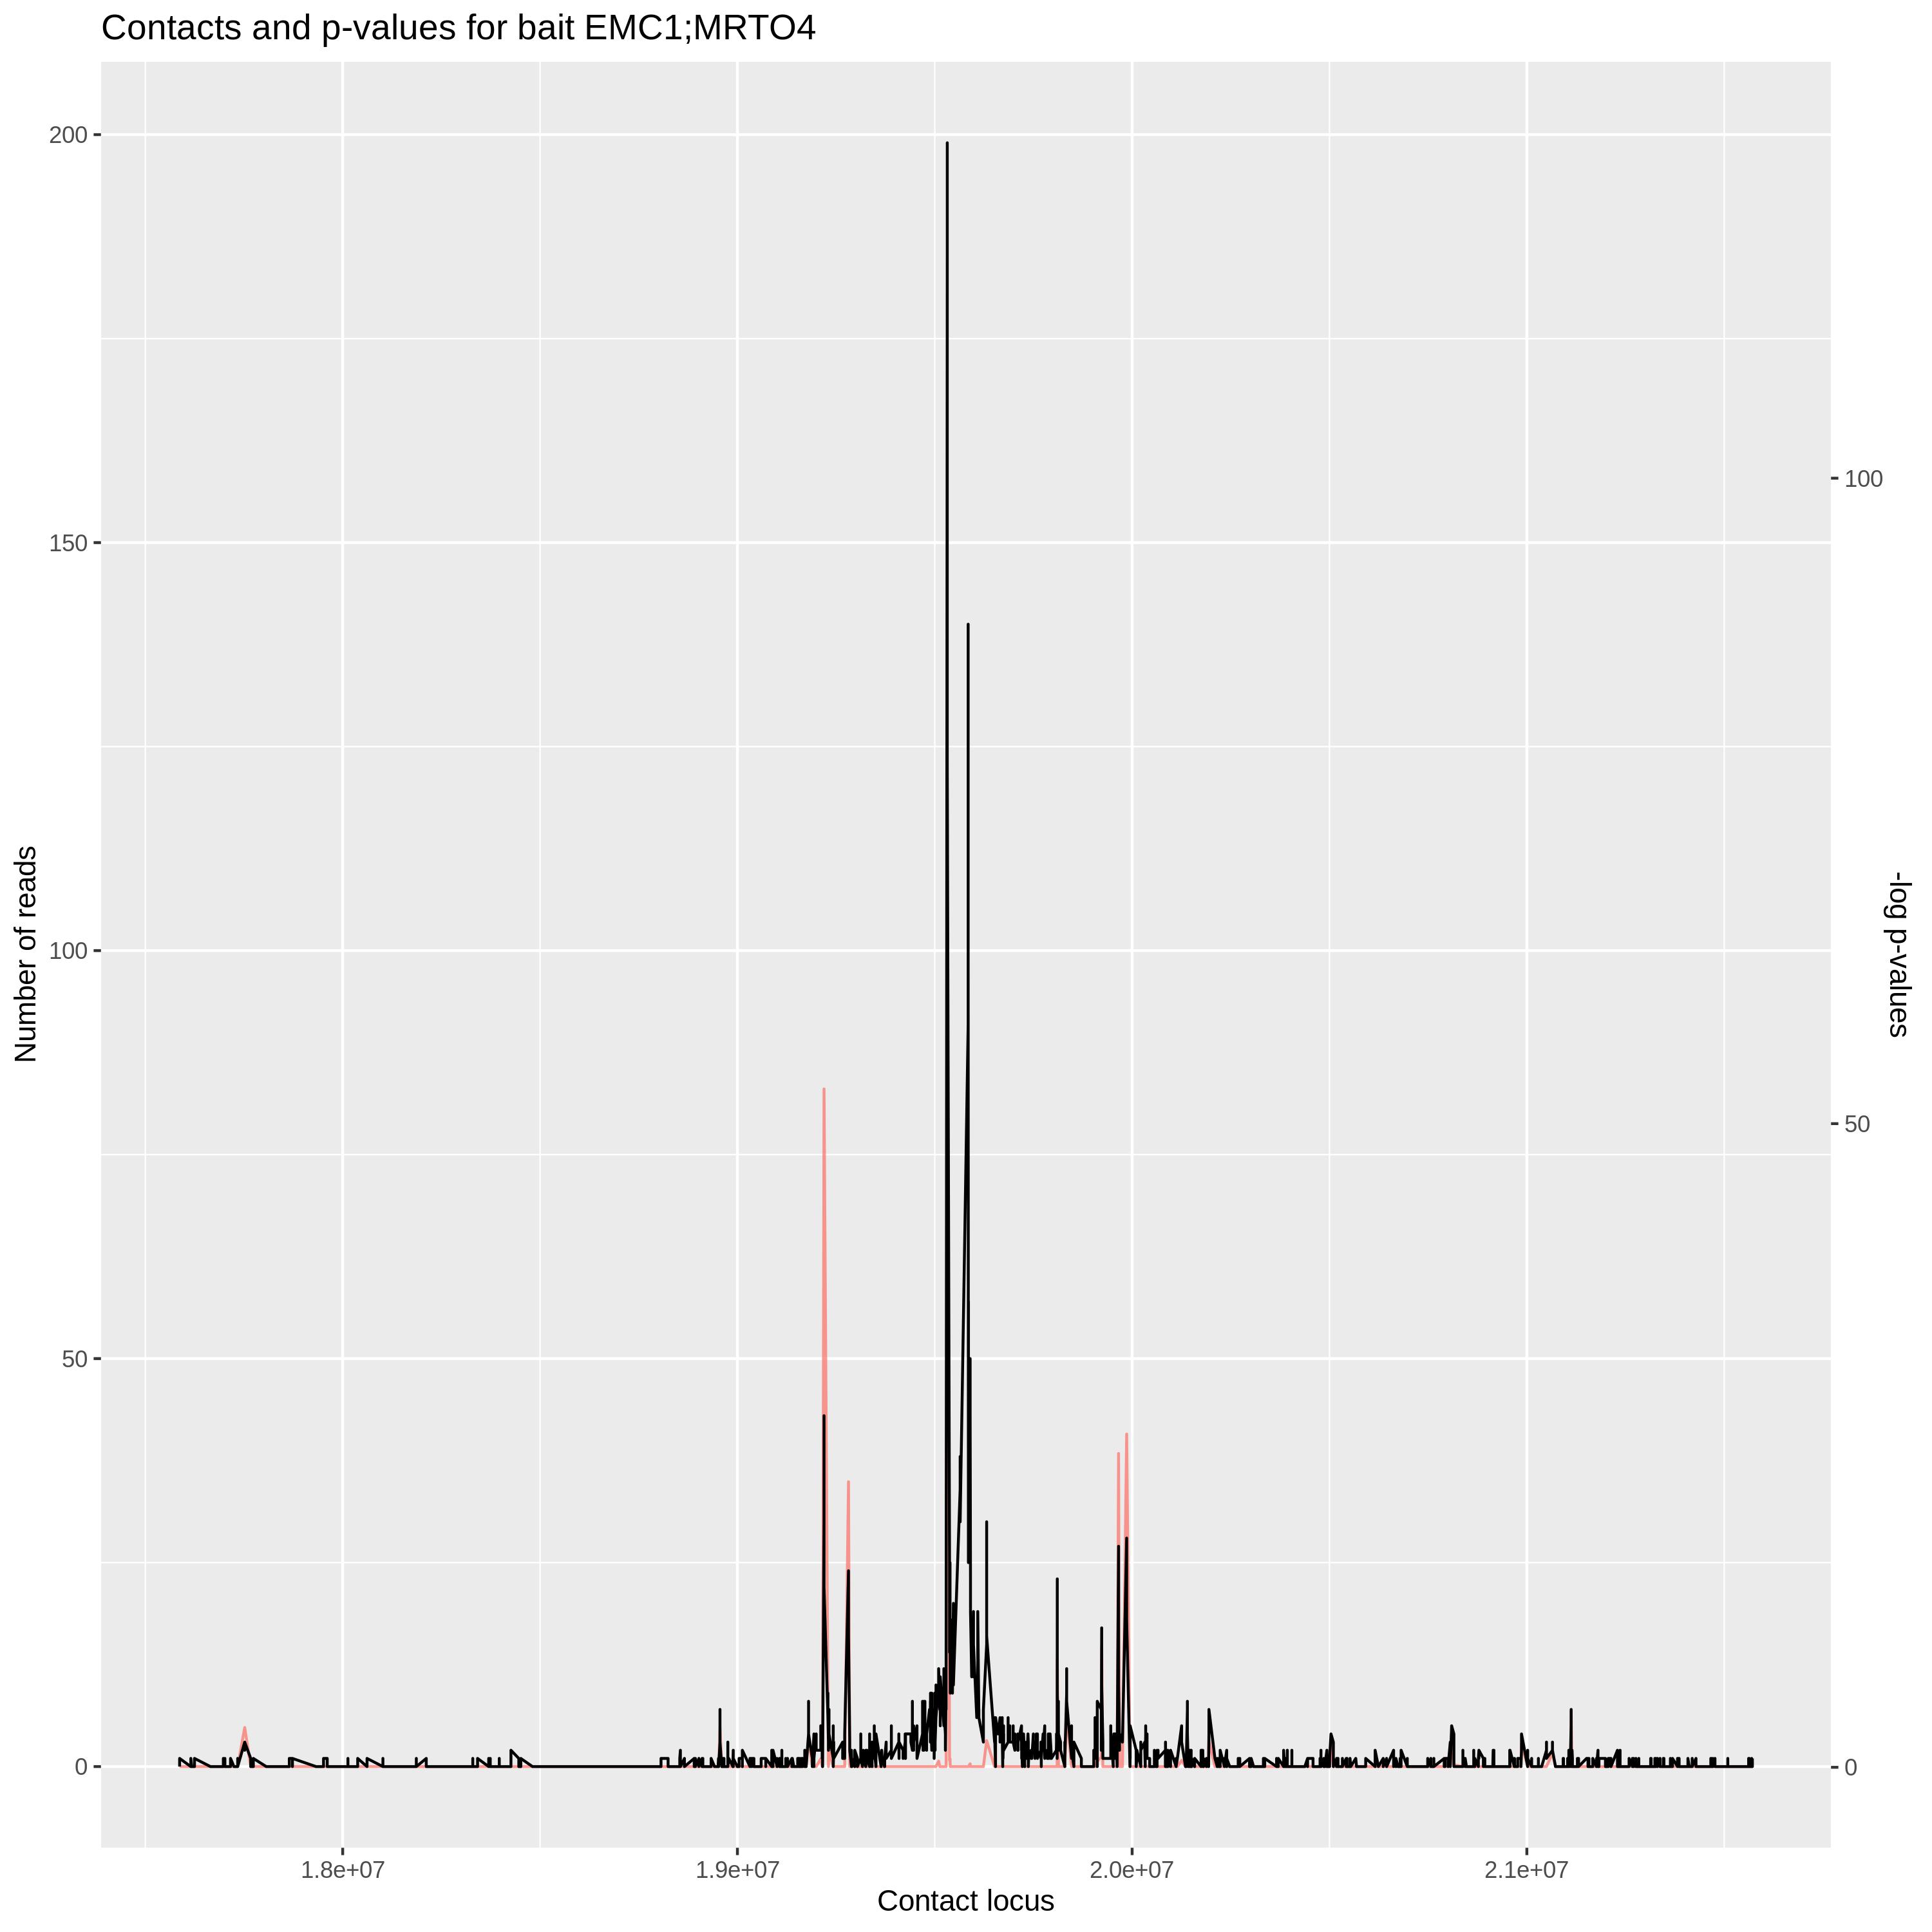 Contacts and p-values for bait EMC1;MRTO4
200
150
100
50
0
Number of reads
100
50
0
-log p-values
1.8e+07
1.9e+07
2.0e+07
2.1e+07
Contact locus